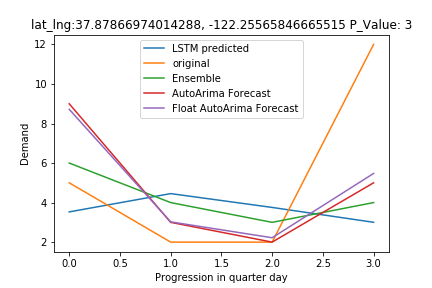 lat_lng:37.87866974014288, -122.25565846665515 P_Value: 3
12
10
8
6
4
2
Demand
LSTM predicted
original
Ensemble
AutoArima Forecast
Float AutoArima Forecast
0.0 0.5 1.0 1.5 2.0 2.5 3.0
Progression in quarter day